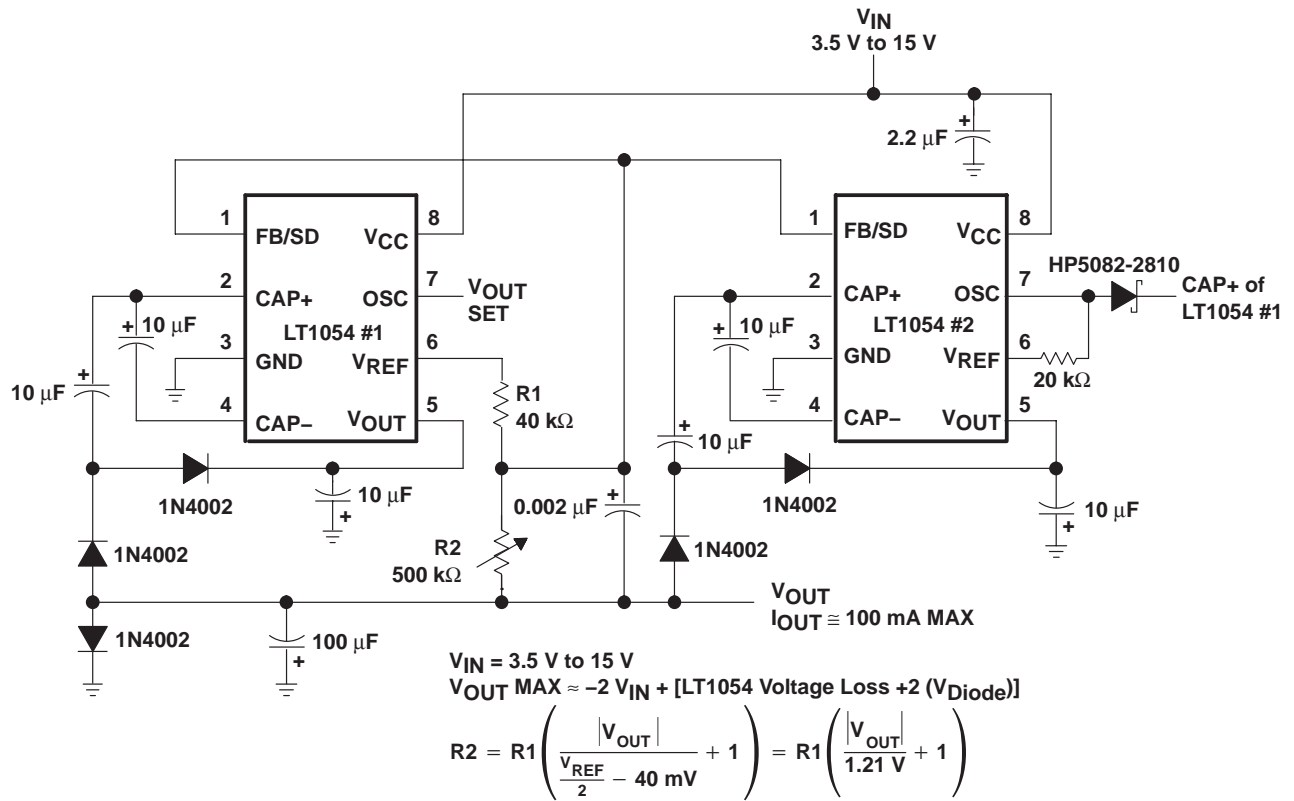 VIN
3.5 V to 15 V
2.2 μF
+
1
FB/SD
VCC
8
2
CAP+
OSC
7
VOUT
SET
LT1054 #1
3
GND
VREF
6
4
CAP–
VOUT
5
+
10 μF
10 μF
+
R1
40 kΩ
1N4002
10 μF
+
0.002 μF
+
R2
500 kΩ
1N4002
1N4002
100 μF
+
1
FB/SD
VCC
8
2
CAP+
OSC
7
HP5082-2810
CAP+ of
LT1054 #1
LT1054 #2
3
GND
VREF
6
20 kΩ
4
CAP–
VOUT
5
+
10 μF
+
10 μF
1N4002
10 μF
+
1N4002
VOUT
IOUT ≅ 100 mA MAX
VIN = 3.5 V to 15 V
VOUT MAX ≈ –2 VIN + [LT1054 Voltage Loss +2 (VDiode)]
R2 = R1 ( |VOUT| / (VREF/2 – 40 mV) + 1 ) = R1 ( |VOUT| / 1.21 V + 1 )